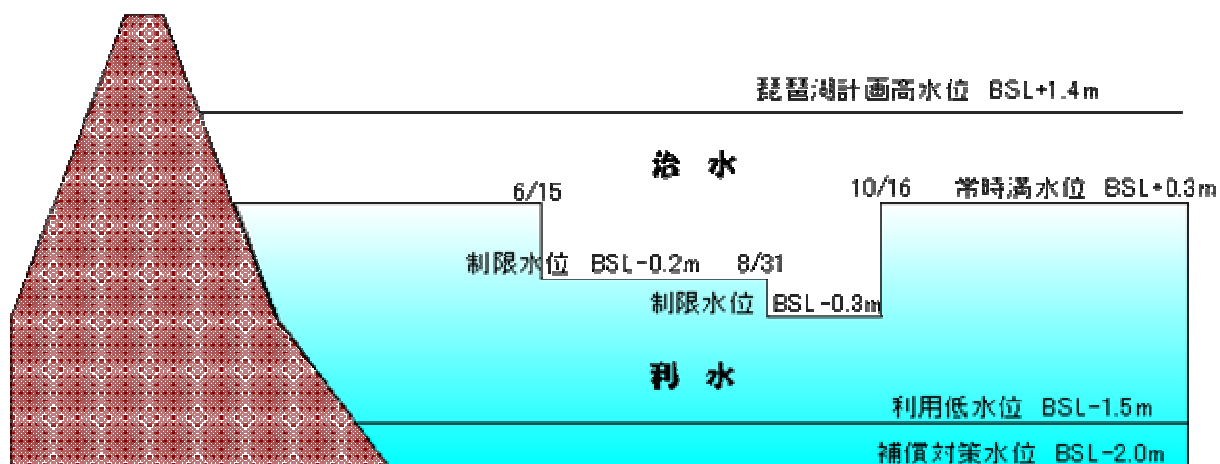 琵琶湖計画高水位 BSL+1.4m
治水
6/15
10/16
常時満水位 BSL+0.3m
制限水位 BSL-0.2m
8/31
制限水位 BSL-0.3m
利水
利用低水位 BSL-1.5m
補償対策水位 BSL-2.0m